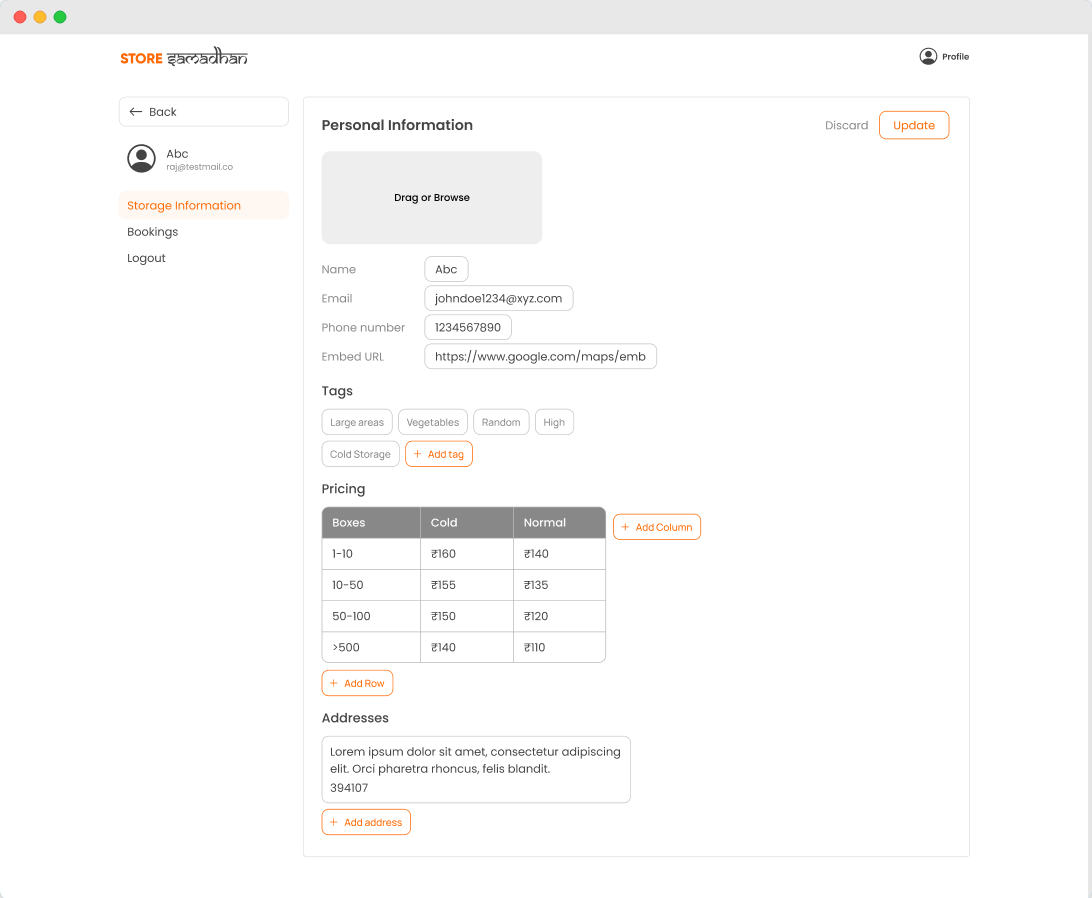 STORE samadhan
Profile
Back
Abc
raj@testmail.co
Storage Information
Bookings
Logout
Personal Information
Discard
Update
Drag or Browse
Name
Abc
Email
johndoe1234@xyz.com
Phone number
1234567890
Embed URL
https://www.google.com/maps/emb
Tags
Large areas
Vegetables
Random
High
Cold Storage
+ Add tag
Pricing
Boxes Cold Normal
+ Add Column
1-10 ₹160 ₹140
10-50 ₹155 ₹135
50-100 ₹150 ₹120
>500 ₹140 ₹110
+ Add Row
Addresses
Lorem ipsum dolor sit amet, consectetur adipiscing
elit. Orci pharetra rhoncus, felis blandit.
394107
+ Add address